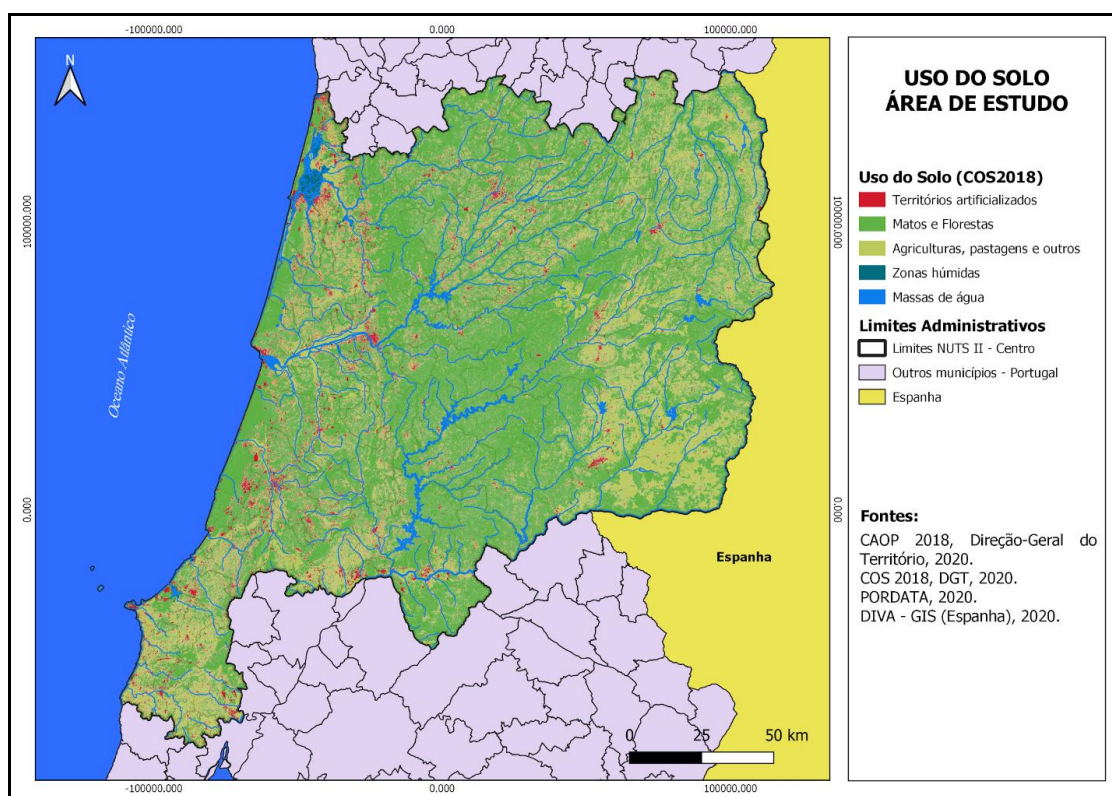 -100000.000
0.000
100000.000
N
100000.000
100000.000
Oceano Atlântico
0.000
0.000
Espanha
0
25
50 km
-100000.000
0.000
100000.000
USO DO SOLO
ÁREA DE ESTUDO
Uso do Solo (COS2018)
Territórios artificializados
Matos e Florestas
Agriculturas, pastagens e outros
Zonas húmidas
Massas de água
Limites Administrativos
Limites NUTS II - Centro
Outros municípios - Portugal
Espanha
Fontes:
CAOP 2018, Direção-Geral do
Território, 2020.
COS 2018, DGT, 2020.
PORDATA, 2020.
DIVA - GIS (Espanha), 2020.